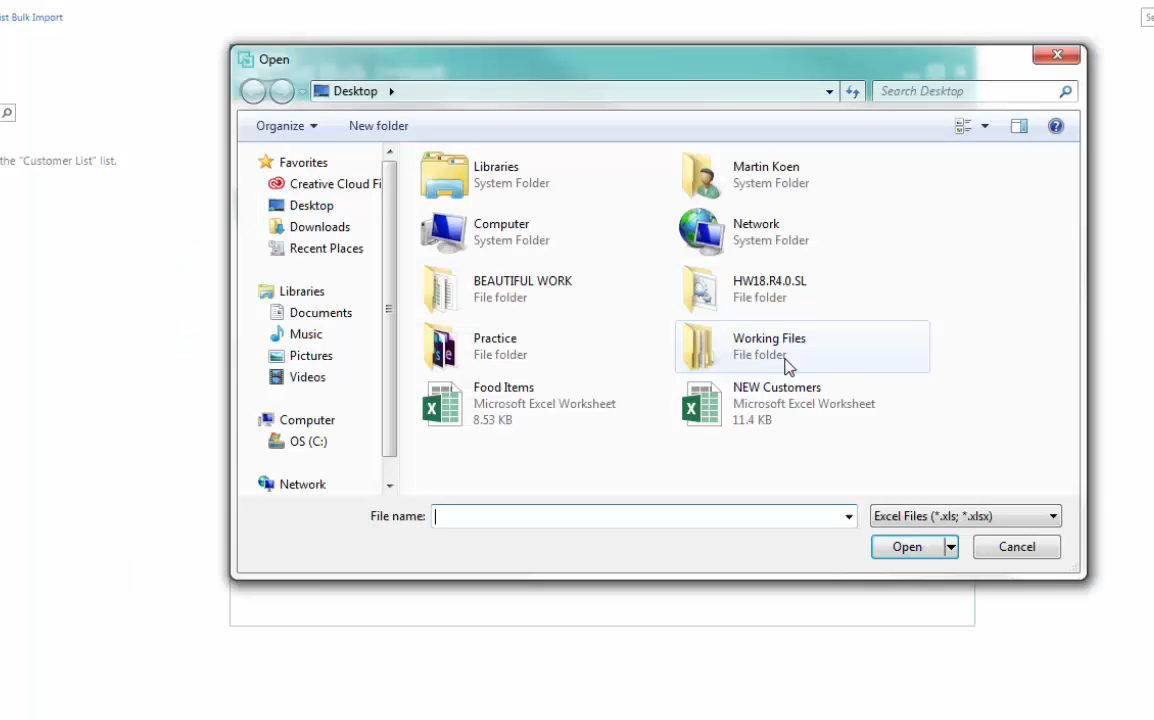 ist Bulk Import
Se
Open
Desktop
Search Desktop
Organize
New folder
the "Customer List" list.
Favorites
Creative Cloud Fi
Desktop
Downloads
Recent Places
Libraries
Documents
Music
Pictures
Videos
Computer
OS (C:)
Network
Libraries
System Folder
Martin Koen
System Folder
Computer
System Folder
Network
System Folder
BEAUTIFUL WORK
File folder
HW18.R4.0.SL
File folder
Practice
File folder
Working Files
File folder
Food Items
Microsoft Excel Worksheet
8.53 KB
NEW Customers
Microsoft Excel Worksheet
11.4 KB
File name:
Excel Files (*.xls; *.xlsx)
Open
Cancel